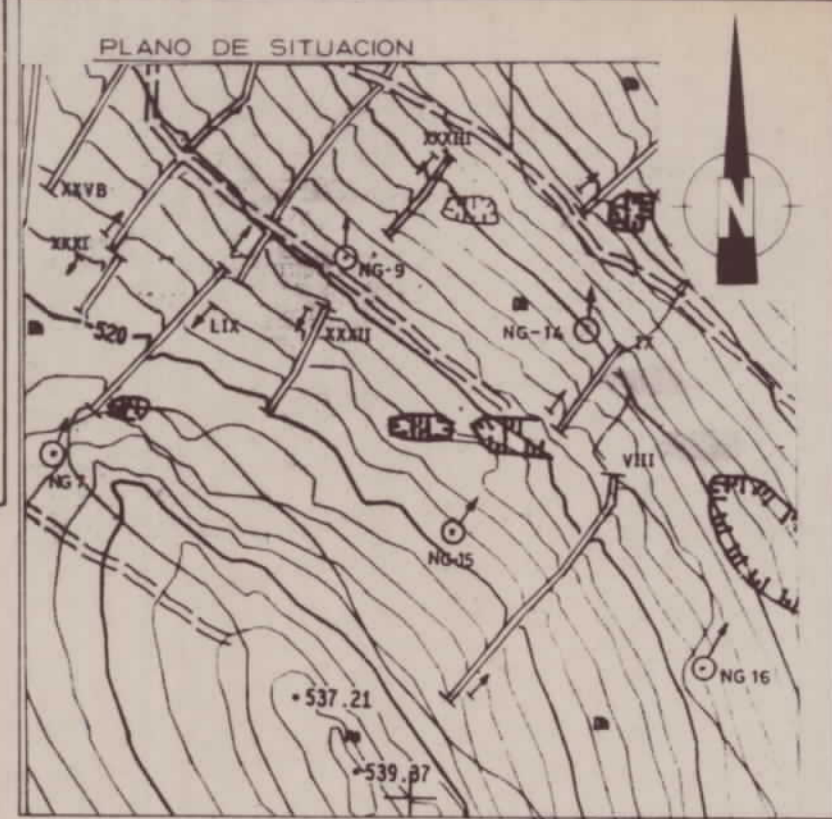 PLANO DE SITUACION
N
XXXIII
XXVB
XXXI
NG-9
520
LIX
XXXII
NG-14
IX
NG 7
VIII
NG-15
NG 16
537.21
539.37